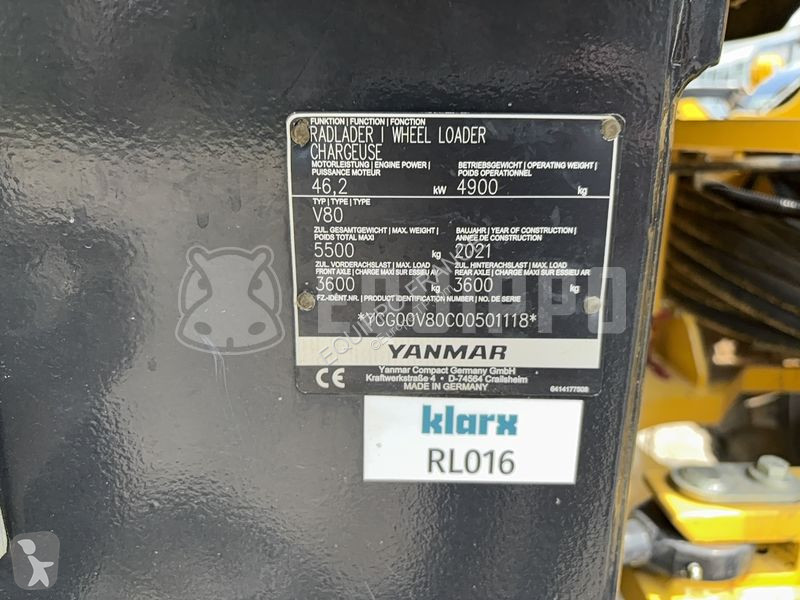 FUNKTION | FUNCTION | FONCTION
RADLADER | WHEEL LOADER
CHARGEUSE
MOTORLEISTUNG | ENGINE POWER |
PUISSANCE MOTEUR
46,2 kW
BETRIEBSGEWICHT | OPERATING WEIGHT |
POIDS OPERATIONNEL
4900 kg
TYP | TYPE | TYPE
V80
ZUL. GESAMTGEWICHT | MAX. WEIGHT |
POIDS TOTAL MAXI
5500 kg
BAUJAHR | YEAR OF CONSTRUCTION |
ANNÉE DE CONSTRUCTION
2021
ZUL. VORDERACHSLAST | MAX. LOAD
FRONT AXLE | CHARGE MAXI SUR ESSIEU AV
3600 kg
ZUL. HINTERACHSLAST | MAX. LOAD
REAR AXLE | CHARGE MAXI SUR ESSIEU AR
3600 kg
FZ.-IDENT.NR. | PRODUCT IDENTIFICATION NUMBER | NO DE SERIE
*YCG00V80C00501118*
YANMAR
CE
Yanmar Compact Germany GmbH
Kraftwerkstraße 4 • D-74564 Crailsheim
MADE IN GERMANY
6414177508
klarx
RL016